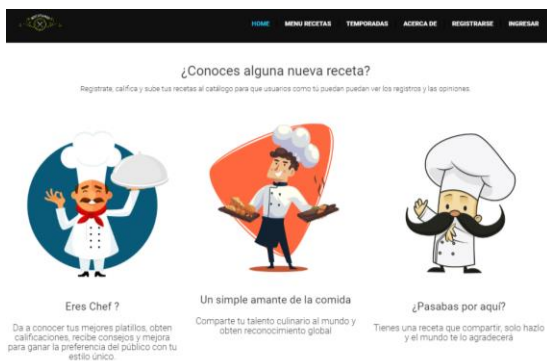 HOME MENU RECETAS TEMPORADAS ACERCA DE REGISTRARSE INGRESAR
¿Conoces alguna nueva receta?
Registrate, califica y sube tus recetas al catálogo para que usuarios como tú puedan puedan ver los registros y las opiniones.
Eres Chef ?
Da a conocer tus mejores platillos, obten
calificaciones, recibe consejos y mejora
para ganar la preferencia del público con tu
estilo único.
Un simple amante de la comida
Comparte tu talento culinario al mundo y
obten reconocimiento global
¿Pasabas por aquí?
Tienes una receta que compartir, solo hazlo
y el mundo te lo agradecerá